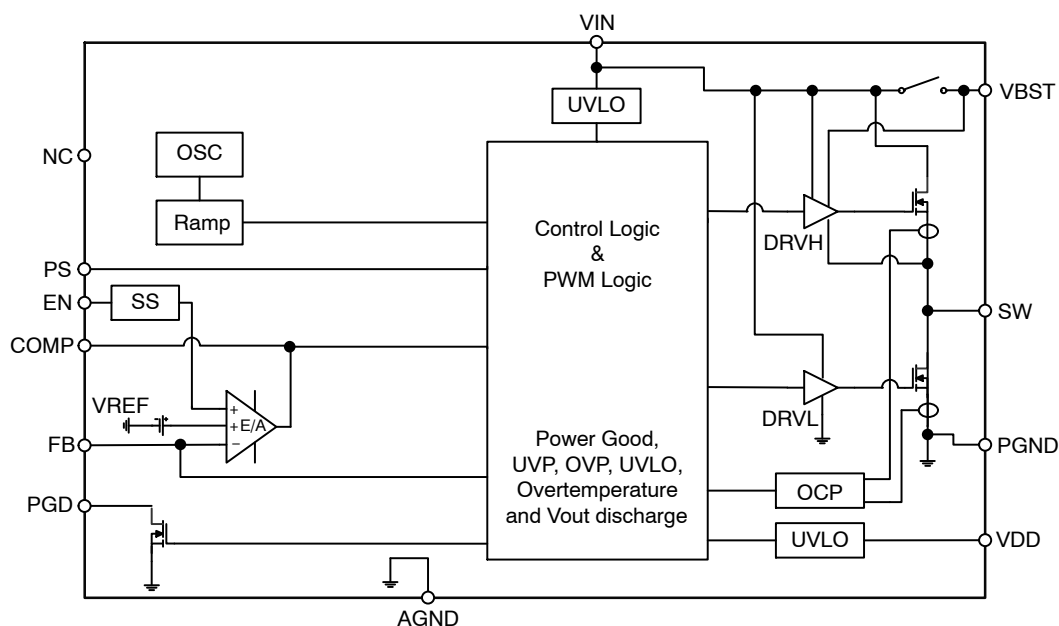 VIN
VBST
UVLO
NC
OSC
Ramp
Control Logic
&
PWM Logic
DRVH
PS
EN
SS
SW
COMP
VREF
+
+
E/A
−
DRVL
FB
Power Good,
UVP, OVP, UVLO,
Overtemperature
and Vout discharge
PGND
OCP
PGD
UVLO
VDD
AGND